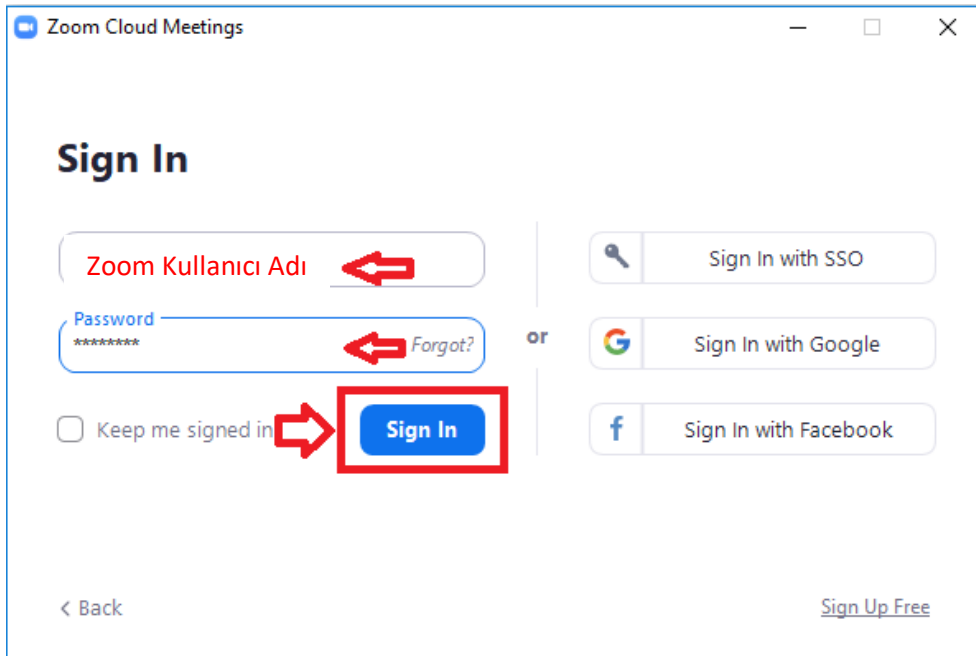 Zoom Cloud Meetings
Sign In
Zoom Kullanıcı Adı
Password
******** Forgot?
Keep me signed in
Sign In
or
Sign In with SSO
Sign In with Google
Sign In with Facebook
< Back
Sign Up Free